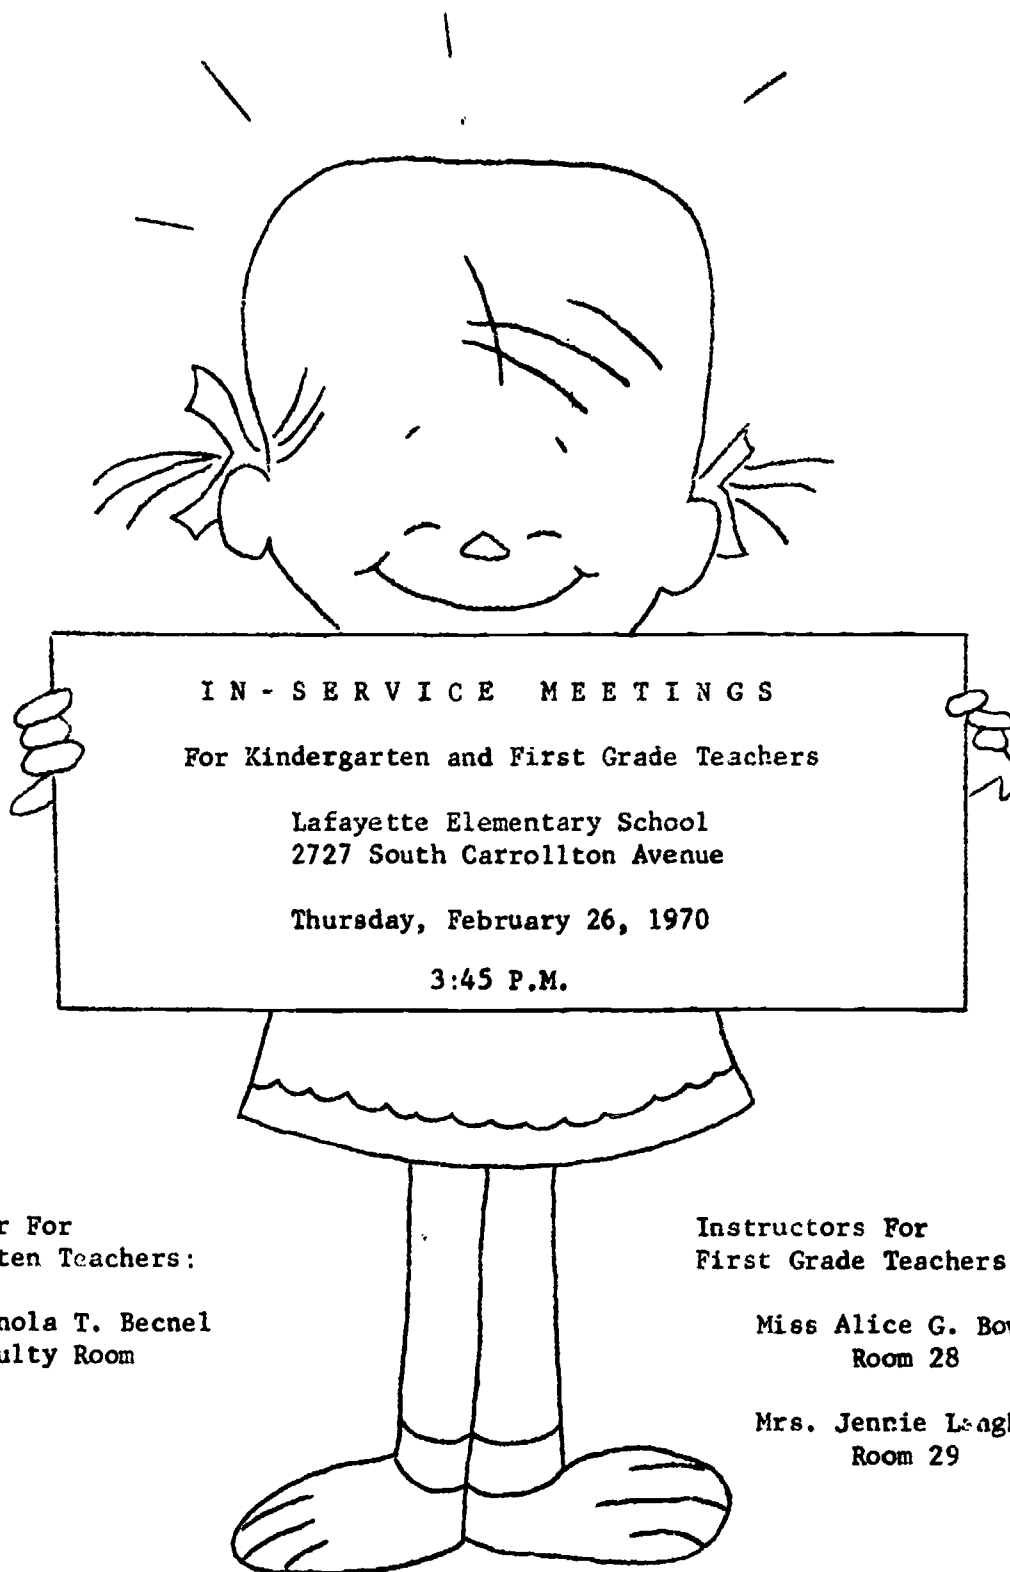 IN-SERVICE MEETINGS
For Kindergarten and First Grade Teachers
Lafayette Elementary School
2727 South Carrollton Avenue
Thursday, February 26, 1970
3:45 P.M.
For
Teachers:
T. Becnel
Room
Instructors For
First Grade Teachers
Miss Alice G.
Room 28
Mrs. Jennie
Room 29